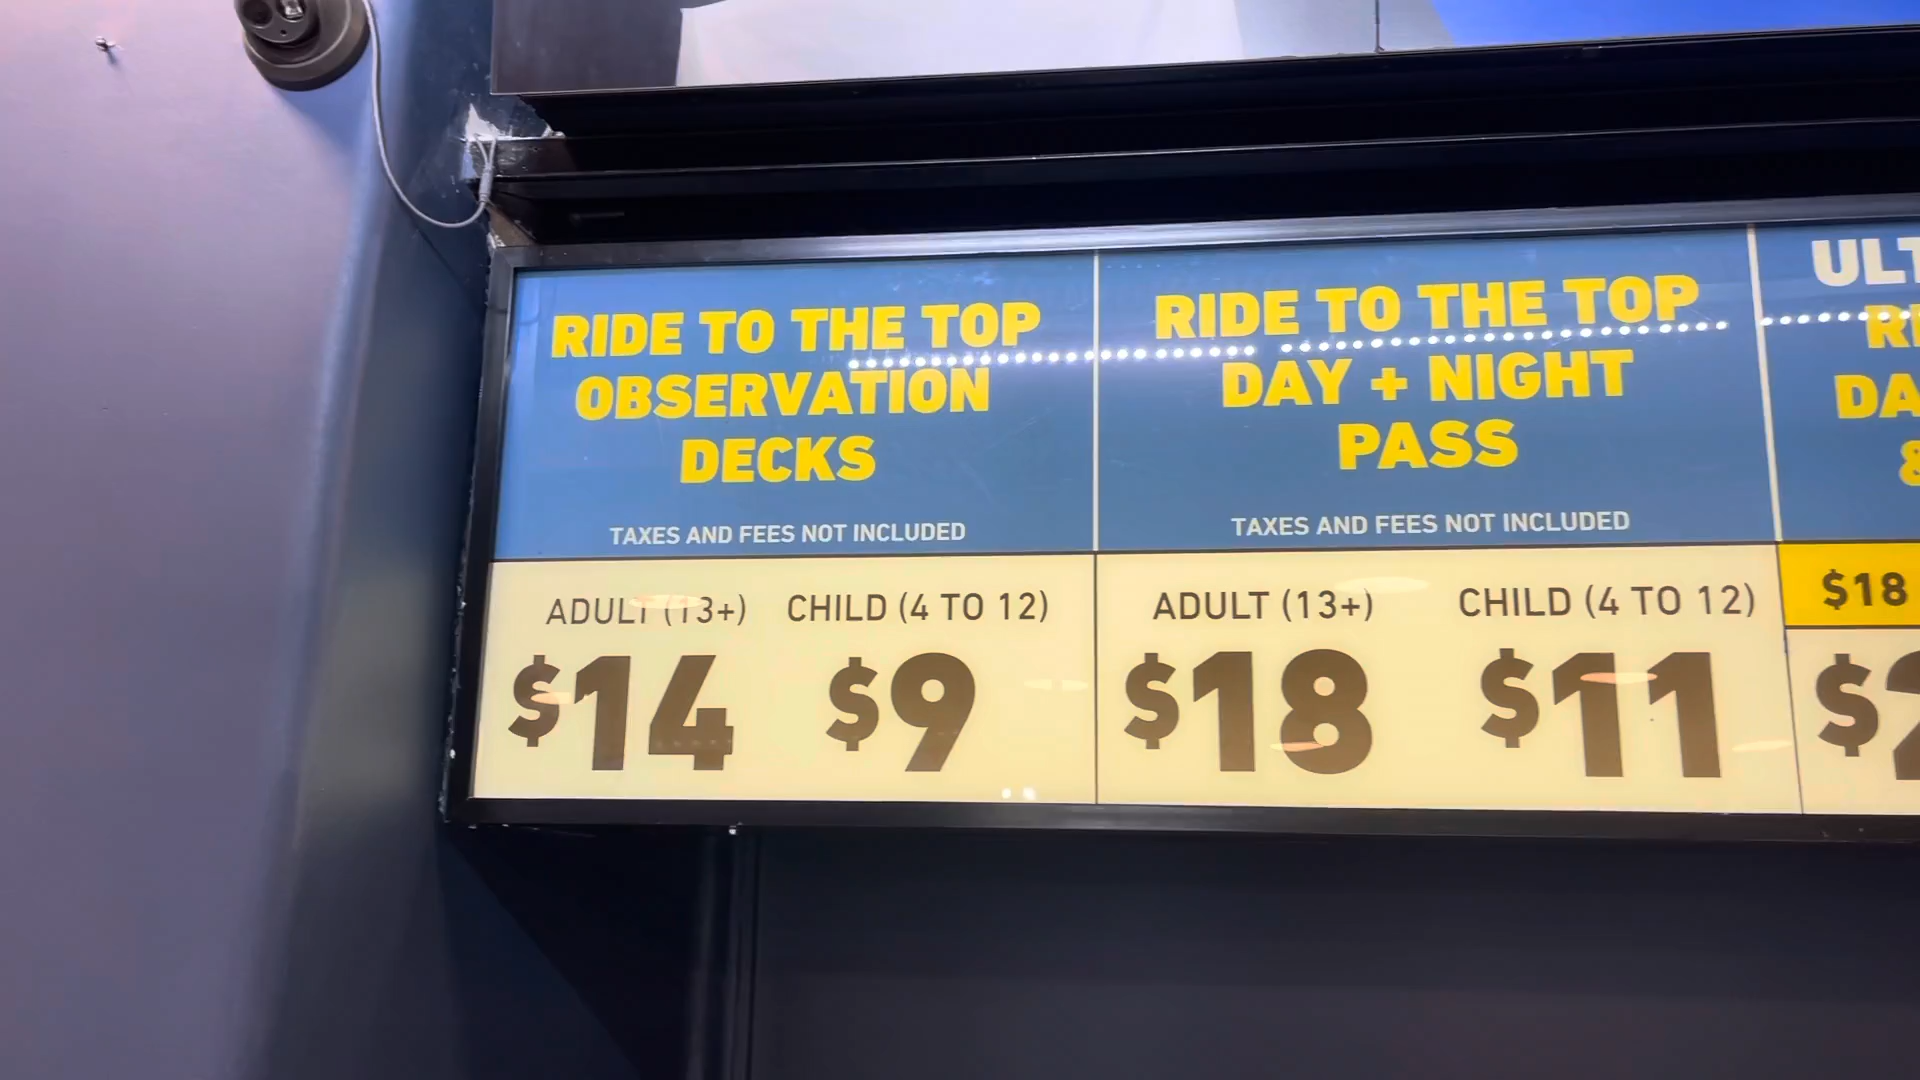 RIDE TO THE TOP
OBSERVATION
DECKS
TAXES AND FEES NOT INCLUDED
ADULT (13+) CHILD (4 TO 12)
$14 $9
RIDE TO THE TOP
DAY + NIGHT
PASS
TAXES AND FEES NOT INCLUDED
ADULT (13+) CHILD (4 TO 12)
$18 $11
&
$18